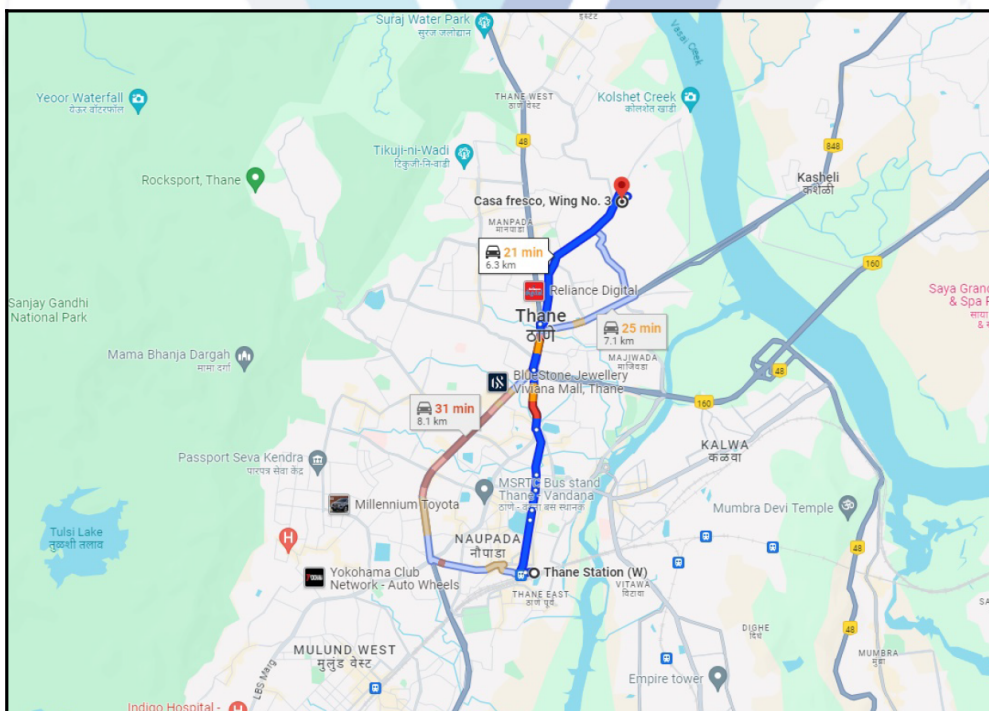 Suraj Water Park
सुरज जलोद्यान
Yeoor Waterfall
येऊर वॉटरफॉल
THANE WEST
ठाणे वेस्ट
Kolshet Creek
कोलशेत खाडी
Vasai Creek
48
848
Tikuji-ni-Wadi
टिकुजी-नि-वाडी
Rocksport, Thane
Kasheli
कशेळी
Casa fresco, Wing No. 3
MANPADA
मानपाडा
21 min
6.3 km
160
Sanjay Gandhi
National Park
Reliance Digital
Thane
ठाणे
25 min
7.1 km
Saya Grand
& Spa R
Mama Bhanja Dargah
मामा दर्गा
MAJIWADA
माजिवडा
BlueStone Jewellery
Viviana Mall, Thane
48
160
31 min
8.1 km
KALWA
कळवा
Passport Seva Kendra
पारपत्र सेवा केंद्र
MSRTC Bus stand
Thane - Vandana
Millennium Toyota
Mumbra Devi Temple
Tulsi Lake
तुळशी तलाव
NAUPADA
नौपाडा
Yokohama Club
Network - Auto Wheels
Thane Station (W)
THANE EAST
ठाणे पूर्व
VITAWA
विटावा
DIGHE
दिघे
48
MUMBRA
मुंब्रा
MULUND WEST
मुलुंड वेस्ट
LBS Marg
Empire tower
Indigo Hospital -